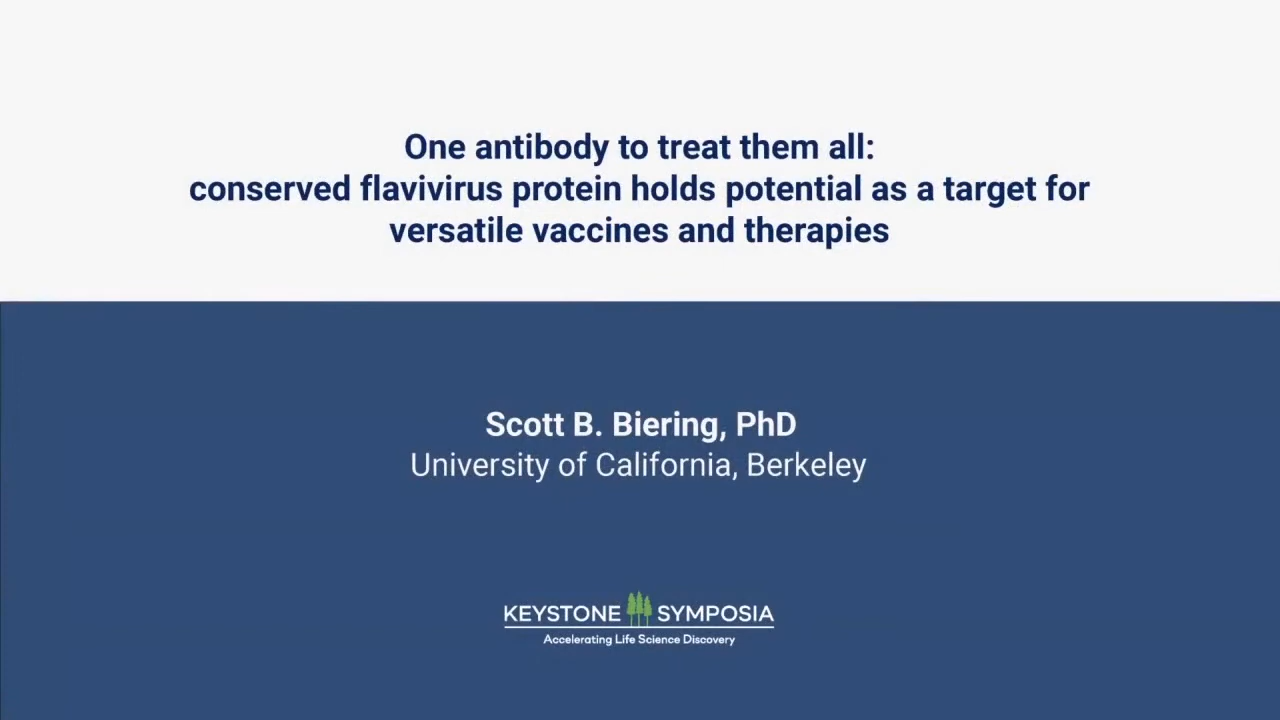 One antibody to treat them all:
conserved flavivirus protein holds potential as a target for
versatile vaccines and therapies
Scott B. Biering, PhD
University of California, Berkeley
KEYSTONE SYMPOSIA
Accelerating Life Science Discovery